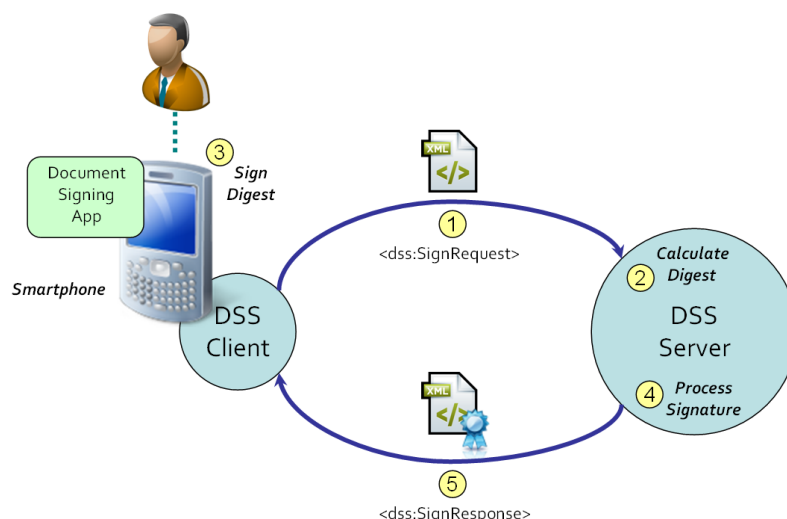 3
Sign
Digest
Document
Signing
App
XML
</>
1
<dss:SignRequest>
Calculate
2
Digest
Smartphone
DSS
Client
DSS
Server
XML
</>
4
Process
Signature
5
<dss:SignResponse>